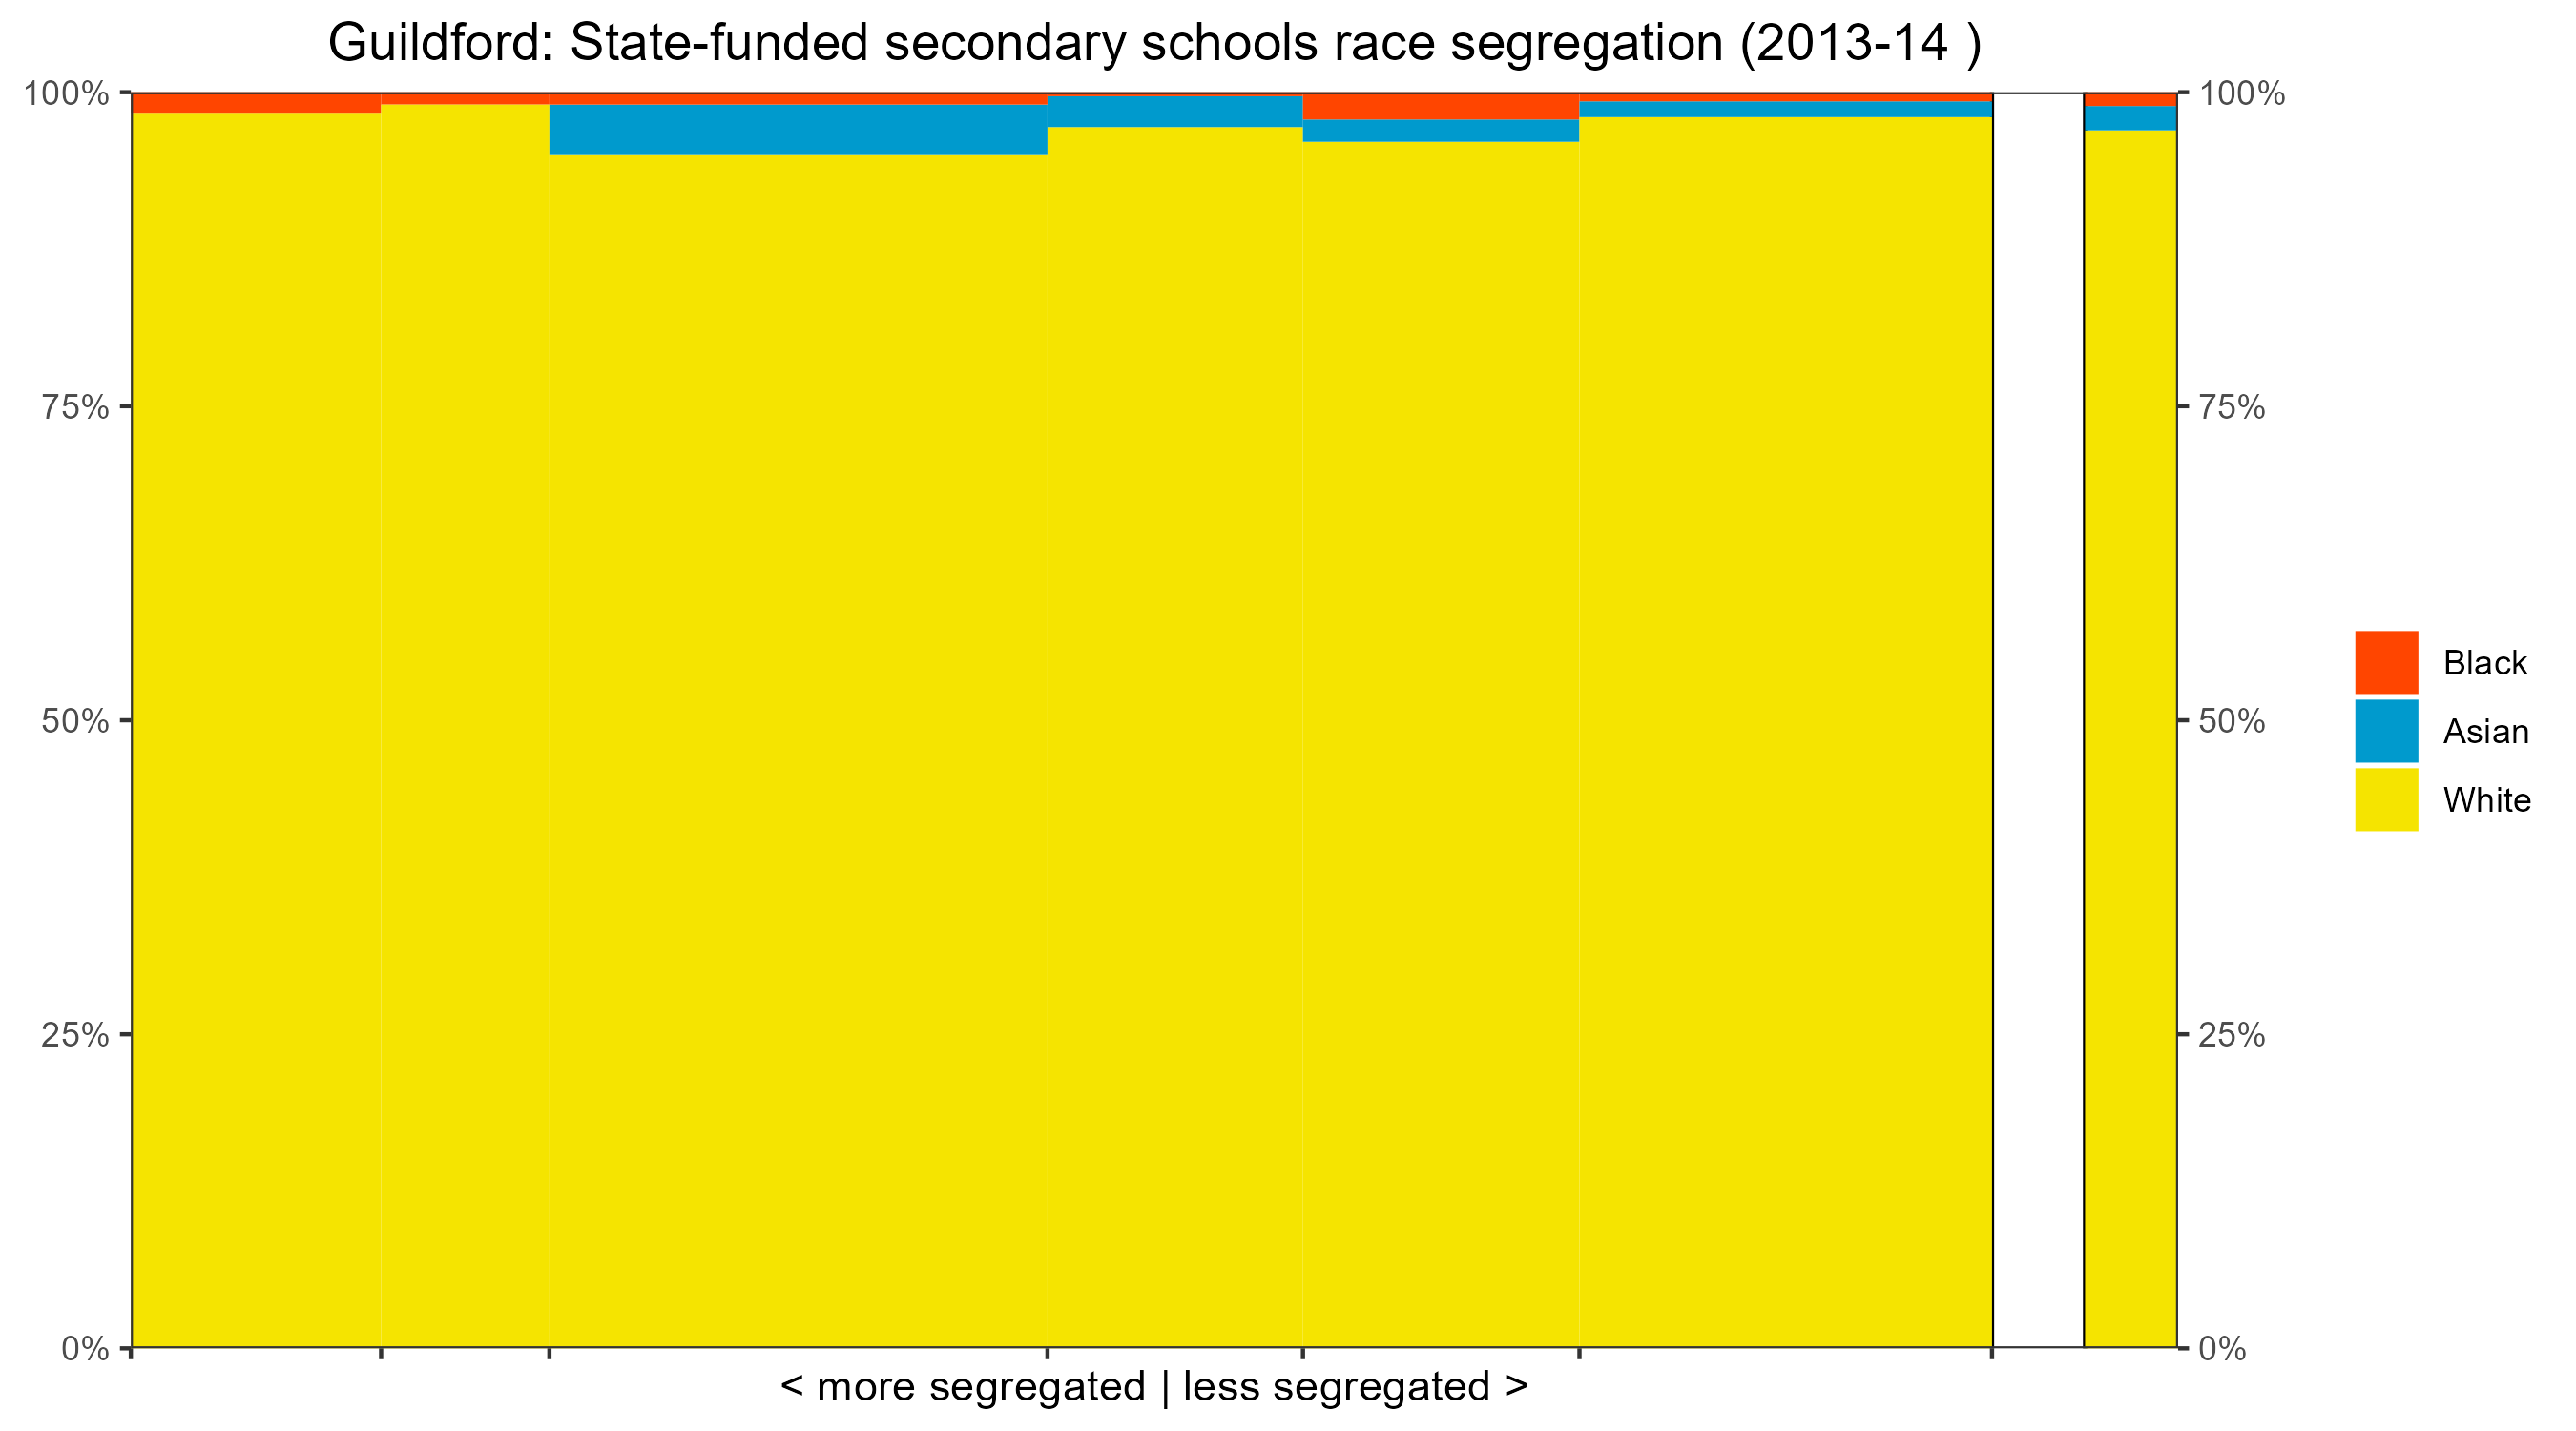 Guildford: State-funded secondary schools race segregation (2013-14 )
100%
75%
50%
25%
0%
100%
75%
50%
25%
0%
Black
Asian
White
< more segregated | less segregated >